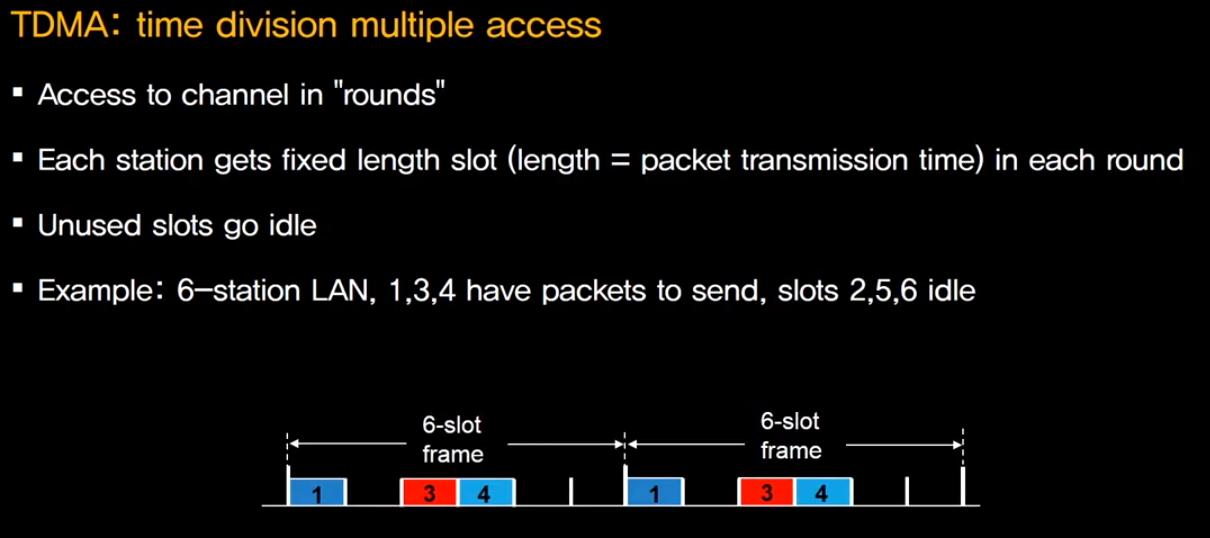 TDMA: time division multiple access
▪ Access to channel in "rounds"
▪ Each station gets fixed length slot (length = packet transmission time) in each round
▪ Unused slots go idle
▪ Example: 6–station LAN, 1,3,4 have packets to send, slots 2,5,6 idle
6-slot
frame
6-slot
frame
1 3 4 1 3 4